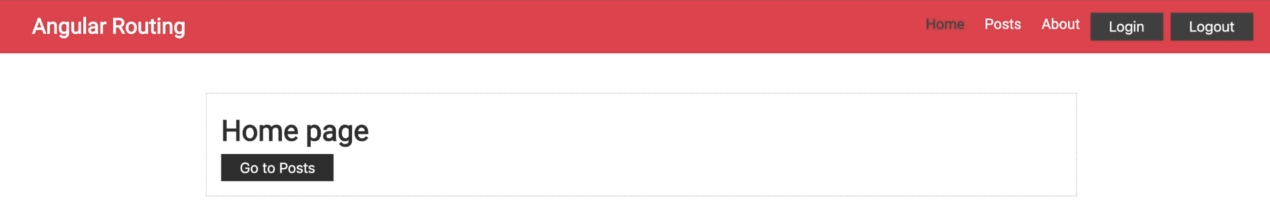 Angular Routing Home Posts About Login Logout
Home page
Go to Posts